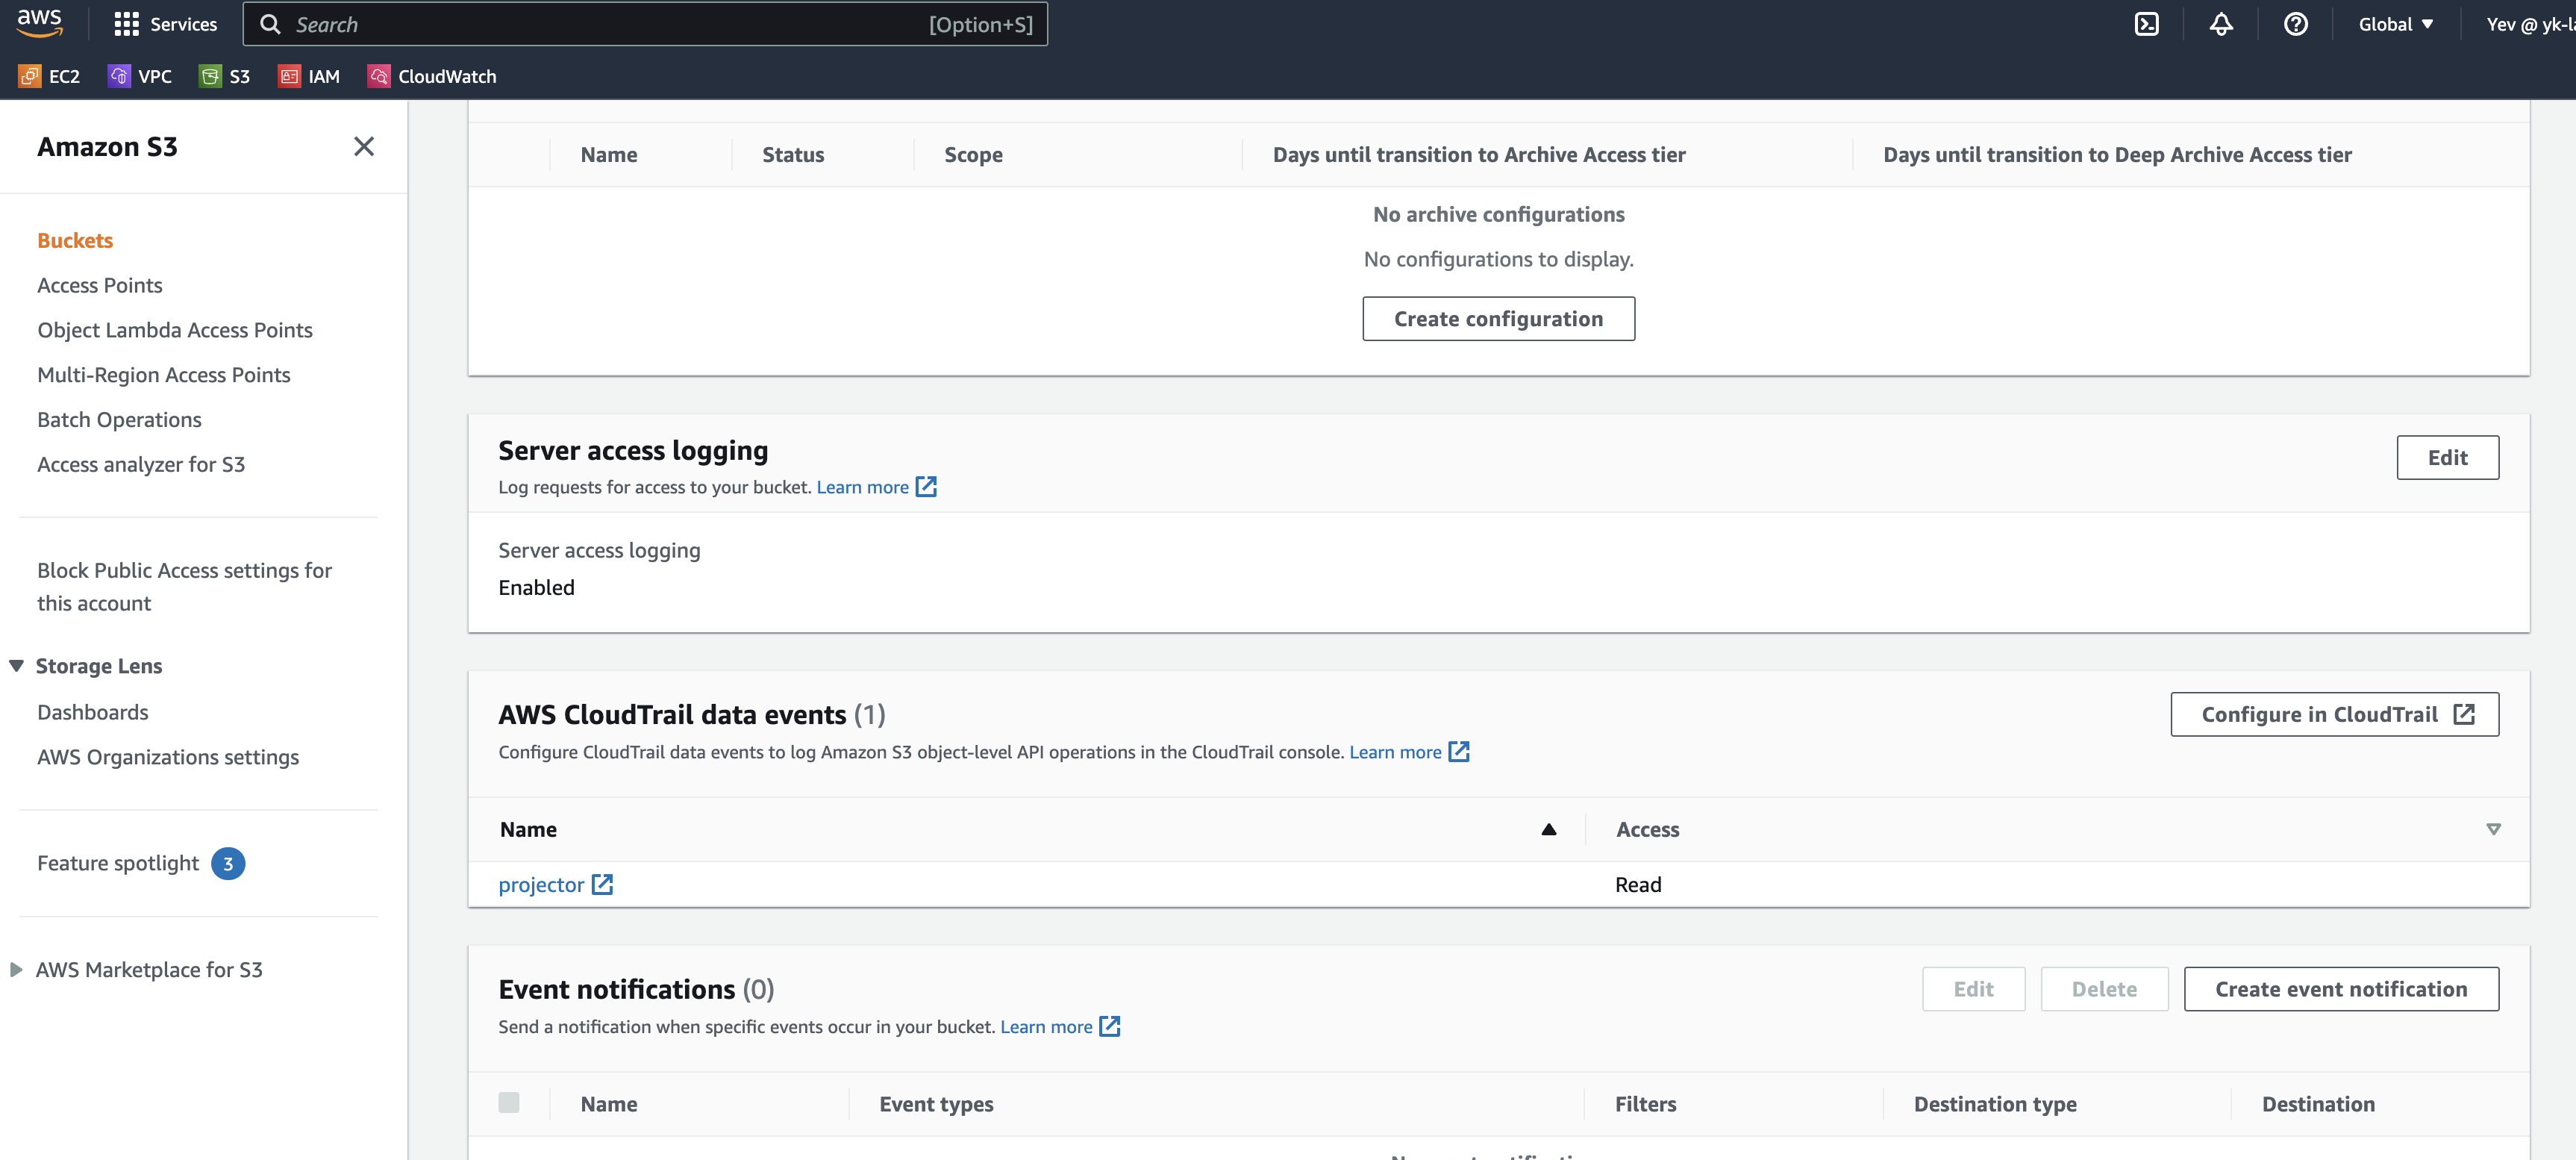 aws
Services
Search
[Option+S]
Global
Yev @ yk-la
EC2
VPC
S3
IAM
CloudWatch
Amazon S3
Buckets
Access Points
Object Lambda Access Points
Multi-Region Access Points
Batch Operations
Access analyzer for S3
Block Public Access settings for
this account
Storage Lens
Dashboards
AWS Organizations settings
Feature spotlight 3
AWS Marketplace for S3
Name Status Scope Days until transition to Archive Access tier Days until transition to Deep Archive Access tier
No archive configurations
No configurations to display.
Create configuration
Server access logging
Edit
Log requests for access to your bucket. Learn more
Server access logging
Enabled
AWS CloudTrail data events (1)
Configure in CloudTrail
Configure CloudTrail data events to log Amazon S3 object-level API operations in the CloudTrail console. Learn more
Name Access
projector Read
Event notifications (0)
Edit Delete Create event notification
Send a notification when specific events occur in your bucket. Learn more
Name Event types Filters Destination type Destination